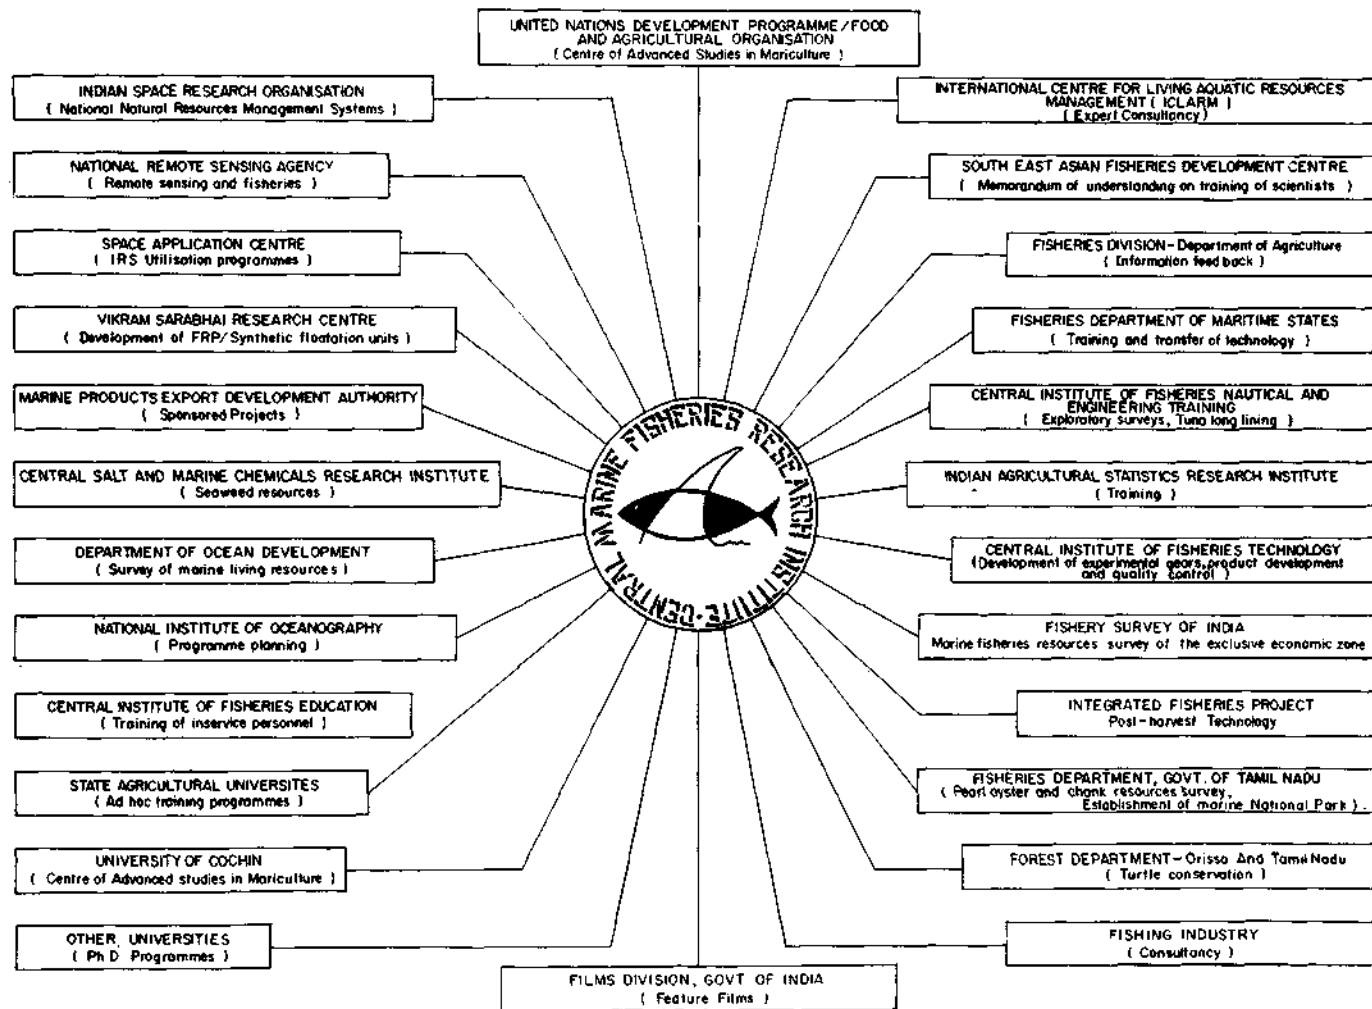 UNITED NATIONS DEVELOPMENT PROGRAMME/FOOD
AND AGRICULTURAL ORGANISATION
( Centre of Advanced Studies in Mariculture )
INDIAN SPACE RESEARCH ORGANISATION
( National Natural Resources Management Systems )
NATIONAL REMOTE SENSING AGENCY
( Remote sensing and fisheries )
SPACE APPLICATION CENTRE
( IRS Utilisation programmes )
VIKRAM SARABHAI RESEARCH CENTRE
( Development of FRP/Synthetic floatation units )
MARINE PRODUCTS EXPORT DEVELOPMENT AUTHORITY
( Sponsored Projects )
CENTRAL SALT AND MARINE CHEMICALS RESEARCH INSTITUTE
( Seaweed resources )
DEPARTMENT OF OCEAN DEVELOPMENT
( Survey of marine living resources )
NATIONAL INSTITUTE OF OCEANOGRAPHY
( Programme planning )
CENTRAL INSTITUTE OF FISHERIES EDUCATION
( Training of inservice personnel )
STATE AGRICULTURAL UNIVERSITES
( Ad hoc training programmes )
UNIVERSITY OF COCHIN
( Centre of Advanced studies in Mariculture )
OTHER, UNIVERSITIES
( Ph D Programmes )
CENTRAL MARINE FISHERIES RESEARCH INSTITUTE
INTERNATIONAL CENTRE FOR LIVING AQUATIC RESOURCES
MANAGEMENT ( ICLARM )
( Expert Consultancy )
SOUTH EAST ASIAN FISHERIES DEVELOPMENT CENTRE
( Memorandum of understanding on training of scientists )
FISHERIES DIVISION-Department of Agriculture
( Information feed back )
FISHERIES DEPARTMENT OF MARITIME STATES
( Training and transfer of technology )
CENTRAL INSTITUTE OF FISHERIES NAUTICAL AND
ENGINEERING TRAINING
( Exploratory surveys, Tuna long lining )
INDIAN AGRICULTURAL STATISTICS RESEARCH INSTITUTE
( Training )
CENTRAL INSTITUTE OF FISHERIES TECHNOLOGY
(Development of experimental gears, product development
and quality control )
FISHERY SURVEY OF INDIA
Marine fisheries resources survey of the exclusive economic zone
INTEGRATED FISHERIES PROJECT
Post-harvest Technology
FISHERIES DEPARTMENT, GOVT. OF TAMIL NADU
( Pearl oyster and chank resources survey,
Establishment of marine National Park ) .
FOREST DEPARTMENT-Orissa And Tamil Nadu
( Turtle conservation )
FISHING INDUSTRY
( Consultancy )
FILMS DIVISION, GOVT OF INDIA
( Feature Films )